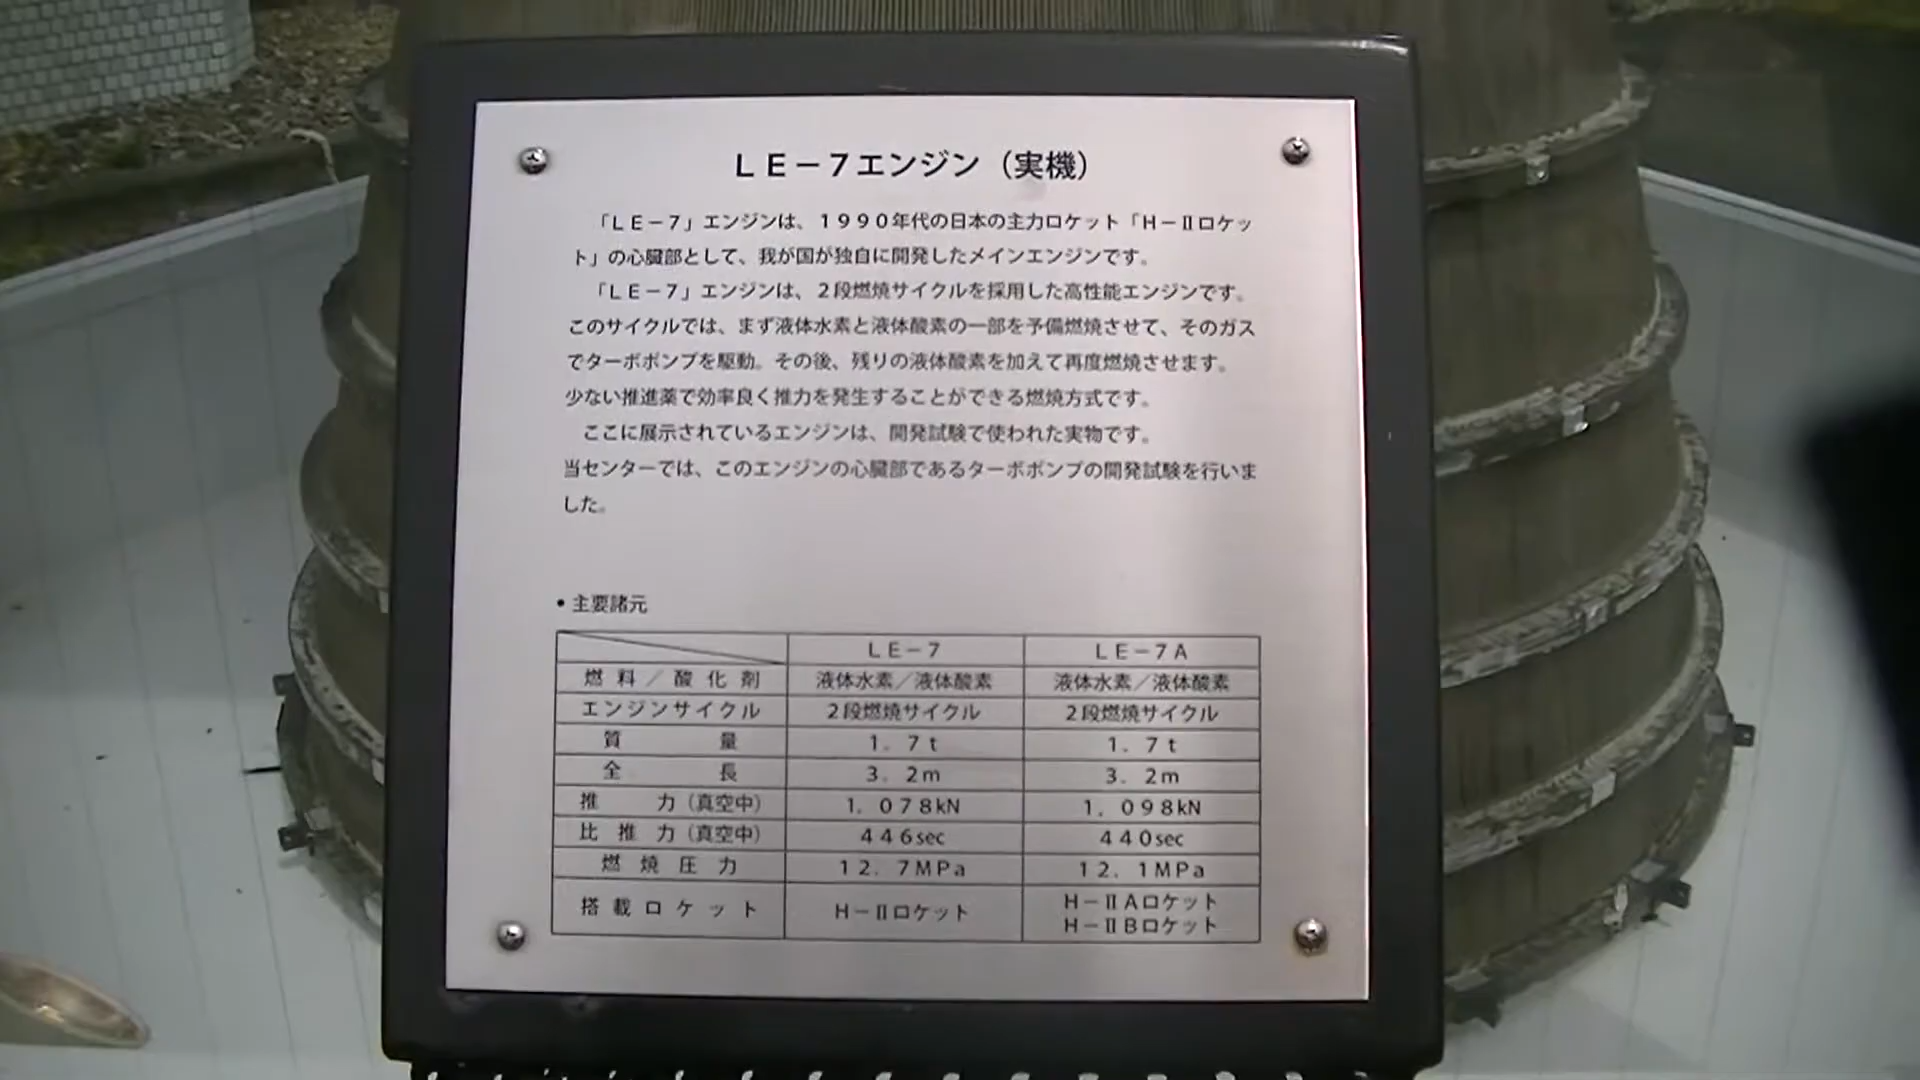 LE−7エンジン（実機）
「LE−7」エンジンは、1990年代の日本の主力ロケット「H−Ⅱロケッ
ト」の心臓部として、我が国が独自に開発したメインエンジンです。
「LE−7」エンジンは、2段燃焼サイクルを採用した高性能エンジンです。
このサイクルでは、まず液体水素と液体酸素の一部を予備燃焼させて、そのガス
でターボポンプを駆動。その後、残りの液体酸素を加えて再度燃焼させます。
少ない推進薬で効率良く推力を発生することができる燃焼方式です。
ここに展示されているエンジンは、開発試験で使われた実物です。
当センターでは、このエンジンの心臓部であるターボポンプの開発試験を行いま
した。
•主要諸元
LE−7 LE−7A
燃料／酸化剤 液体水素／液体酸素 液体水素／液体酸素
エンジンサイクル 2段燃焼サイクル 2段燃焼サイクル
質量 1．7t 1．7t
全長 3．2m 3．2m
推力（真空中） 1．078kN 1．098kN
比推力（真空中） 446sec 440sec
燃焼圧力 12．7MPa 12．1MPa
搭載ロケット H−Ⅱロケット H−ⅡAロケット
H−ⅡBロケット